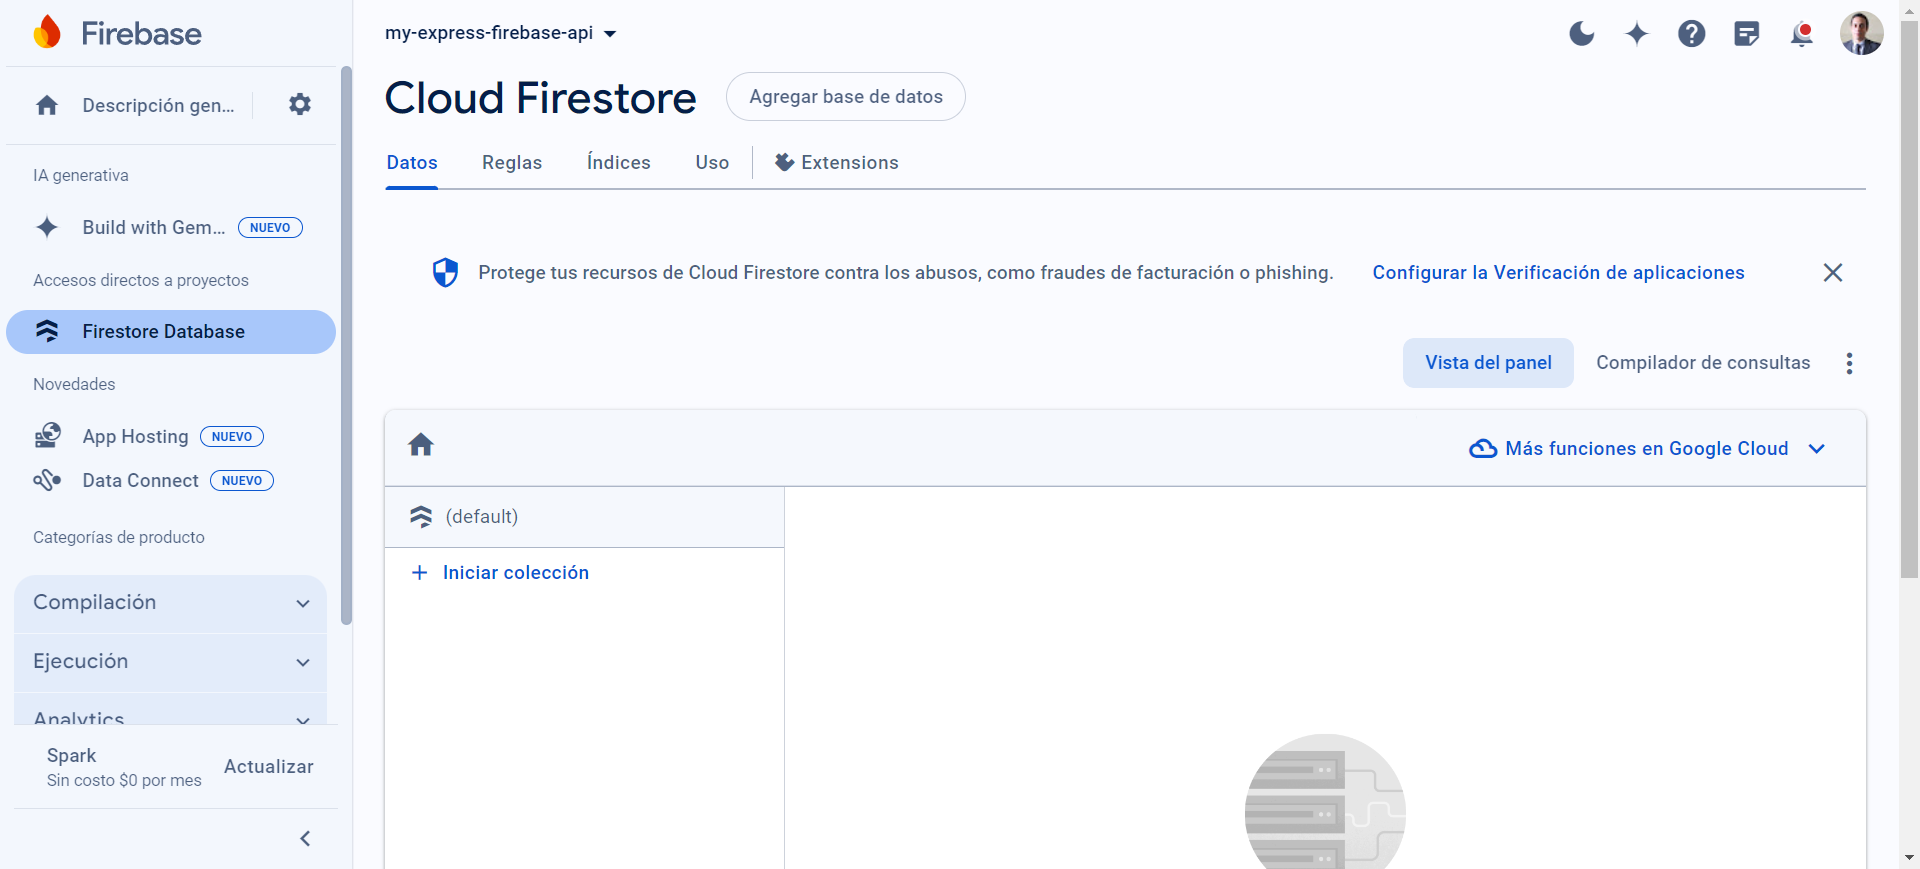 Firebase
my-express-firebase-api
Descripción gen...
Cloud Firestore
Agregar base de datos
Datos
Reglas
Índices
Uso
Extensions
IA generativa
Build with Gem...
NUEVO
Accesos directos a proyectos
Firestore Database
Novedades
App Hosting
NUEVO
Data Connect
NUEVO
Categorías de producto
Compilación
Ejecución
Analytics
Spark
Sin costo $0 por mes
Actualizar
Protege tus recursos de Cloud Firestore contra los abusos, como fraudes de facturación o phishing.
Configurar la Verificación de aplicaciones
Vista del panel
Compilador de consultas
Más funciones en Google Cloud
(default)
Iniciar colección